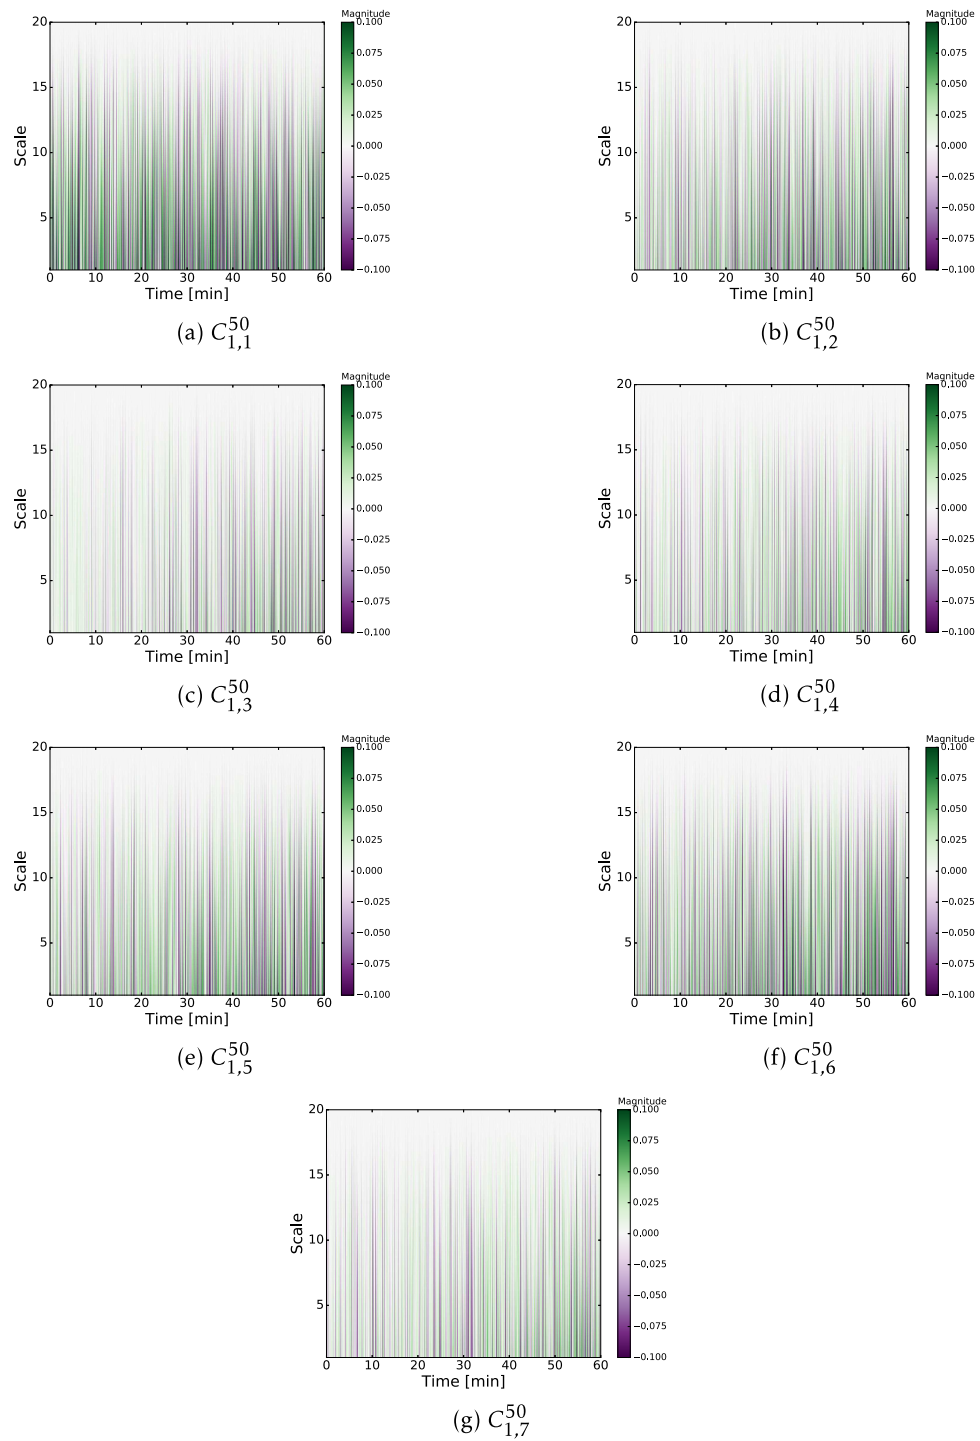 Magnitude
20
15
10
5
Scale
0 10 20 30 40 50 60
Time [min]
0.100
0.075
0.050
0.025
0.000
−0.025
−0.050
−0.075
−0.100
(a) C^{50}_{1,1}
Magnitude
20
15
10
5
Scale
0 10 20 30 40 50 60
Time [min]
0.100
0.075
0.050
0.025
0.000
−0.025
−0.050
−0.075
−0.100
(b) C^{50}_{1,2}
Magnitude
20
15
10
5
Scale
0 10 20 30 40 50 60
Time [min]
0.100
0.075
0.050
0.025
0.000
−0.025
−0.050
−0.075
−0.100
(c) C^{50}_{1,3}
Magnitude
20
15
10
5
Scale
0 10 20 30 40 50 60
Time [min]
0.100
0.075
0.050
0.025
0.000
−0.025
−0.050
−0.075
−0.100
(d) C^{50}_{1,4}
Magnitude
20
15
10
5
Scale
0 10 20 30 40 50 60
Time [min]
0.100
0.075
0.050
0.025
0.000
−0.025
−0.050
−0.075
−0.100
(e) C^{50}_{1,5}
Magnitude
20
15
10
5
Scale
0 10 20 30 40 50 60
Time [min]
0.100
0.075
0.050
0.025
0.000
−0.025
−0.050
−0.075
−0.100
(f) C^{50}_{1,6}
Magnitude
20
15
10
5
Scale
0 10 20 30 40 50 60
Time [min]
0.100
0.075
0.050
0.025
0.000
−0.025
−0.050
−0.075
−0.100
(g) C^{50}_{1,7}